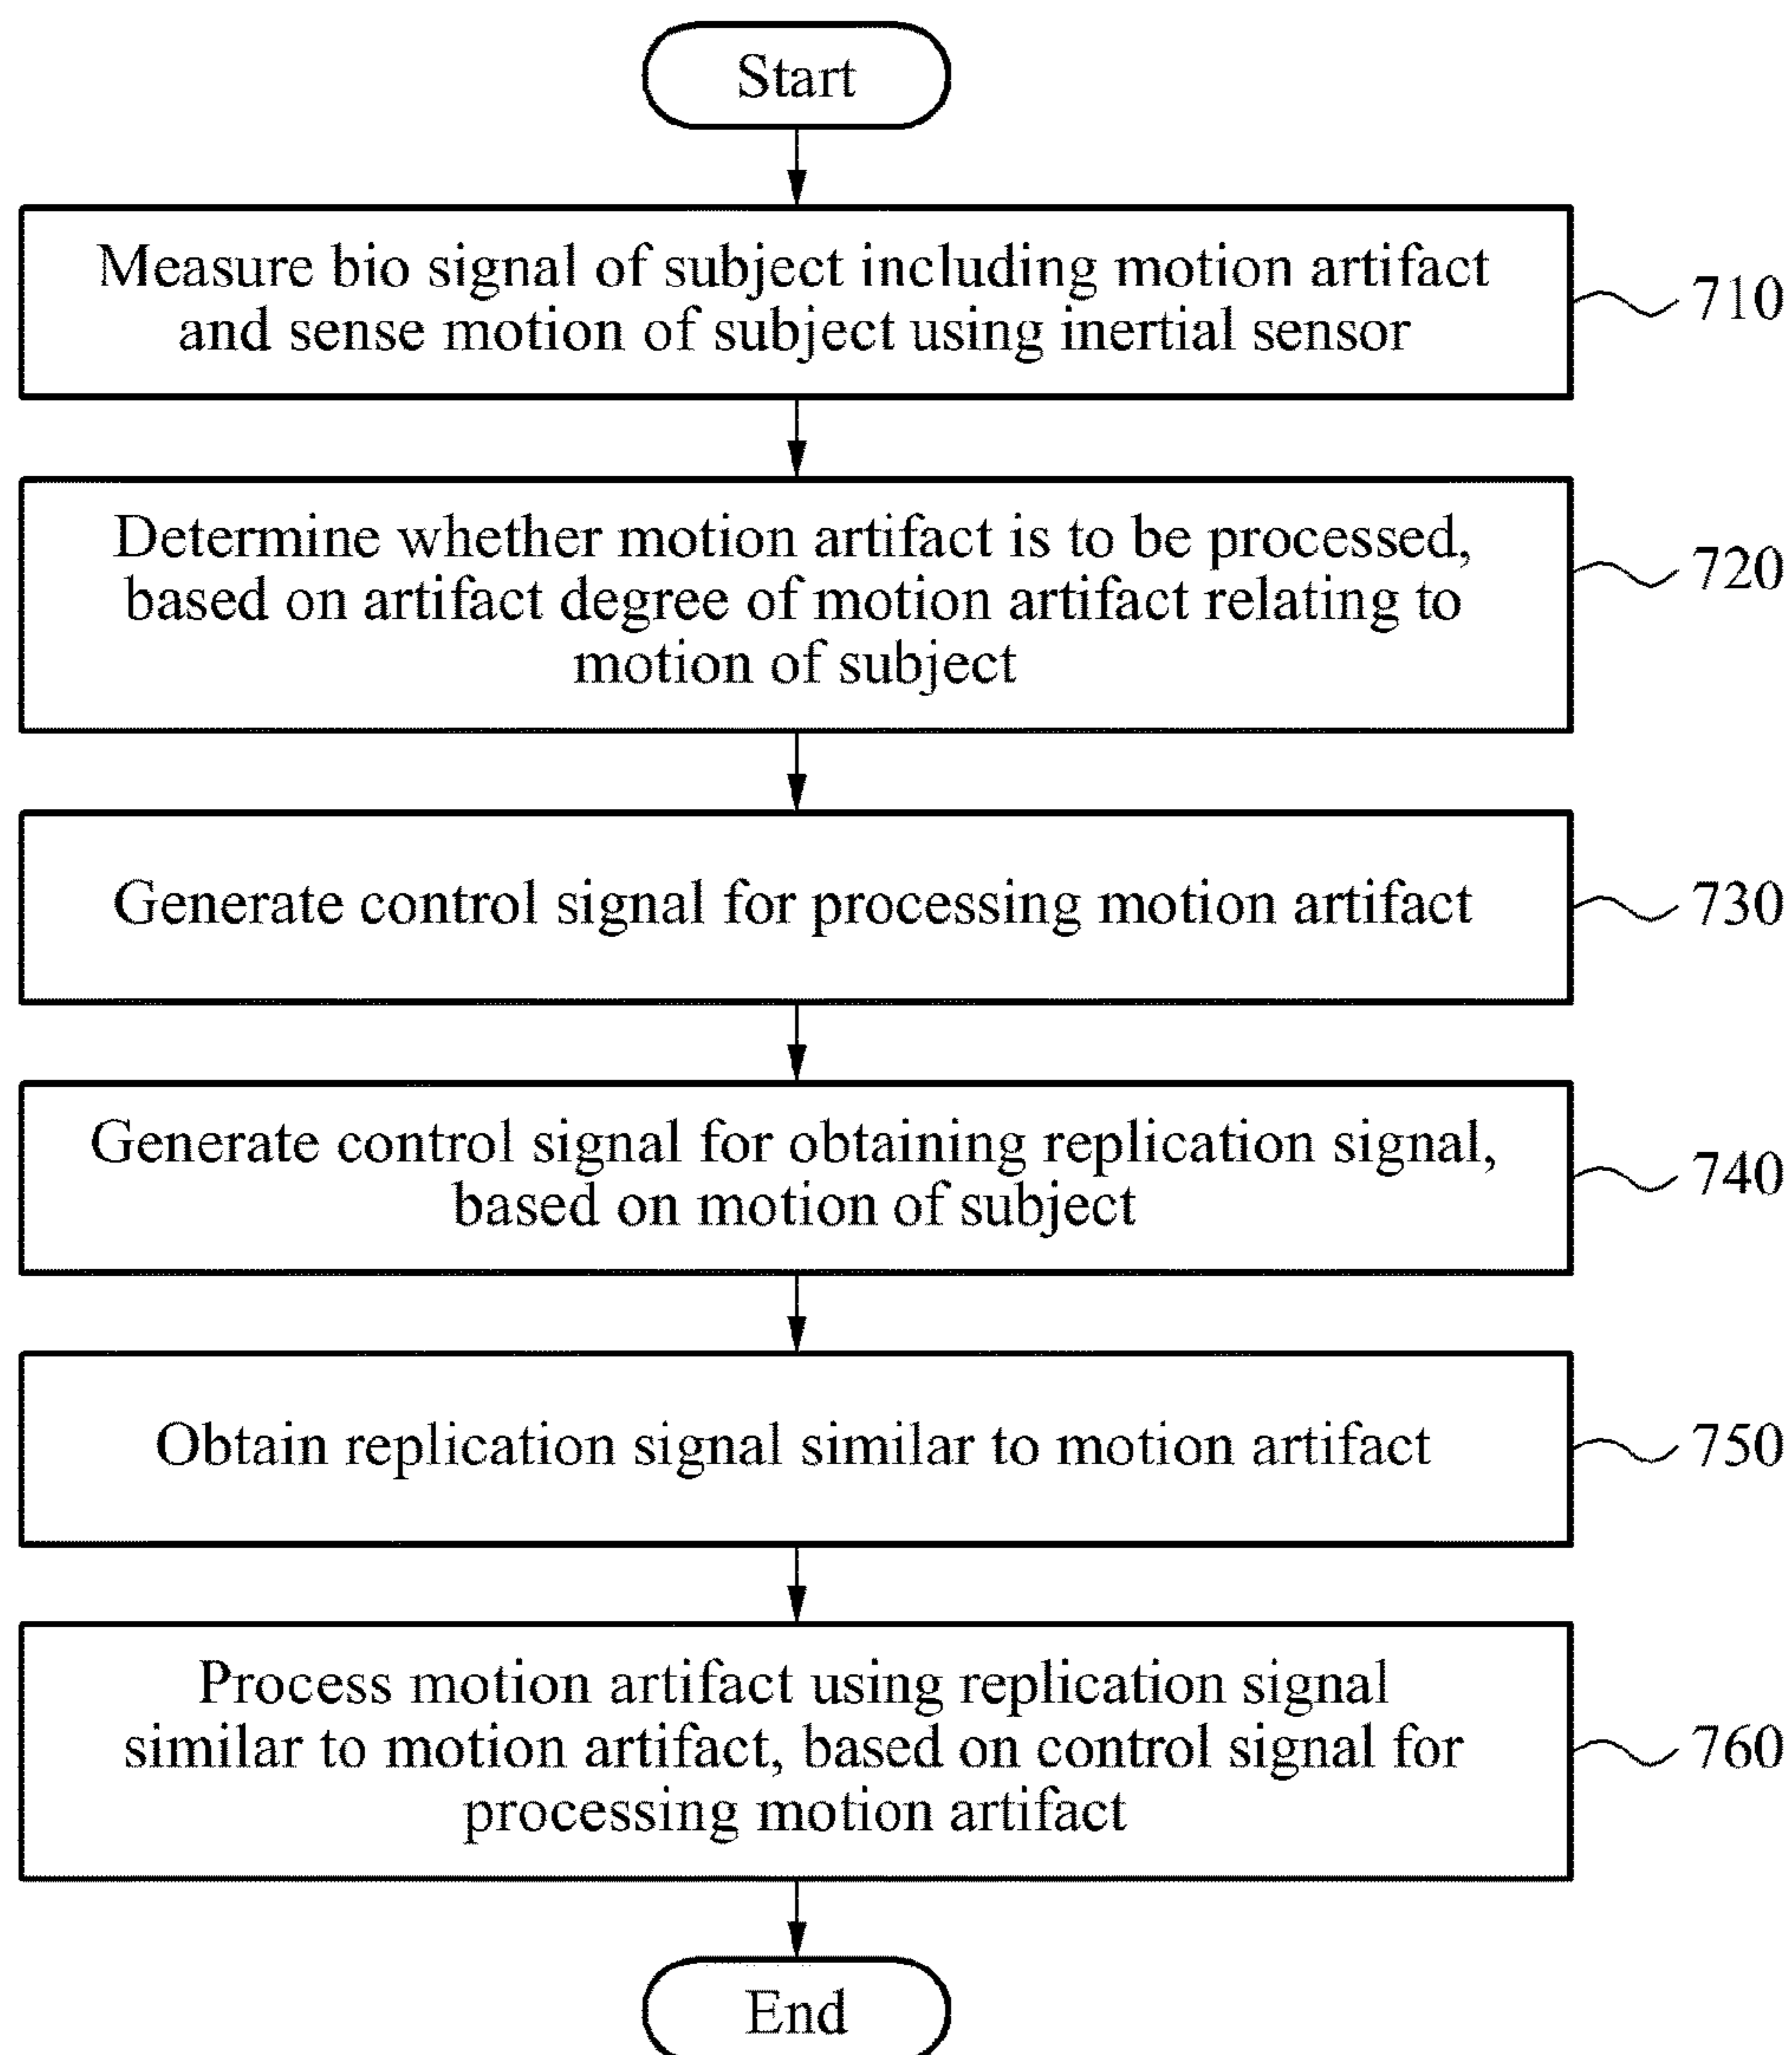 Start
Measure bio signal of subject including motion artifact
and sense motion of subject using inertial sensor
710
Determine whether motion artifact is to be processed,
based on artifact degree of motion artifact relating to
motion of subject
720
Generate control signal for processing motion artifact
730
Generate control signal for obtaining replication signal,
based on motion of subject
740
Obtain replication signal similar to motion artifact
750
Process motion artifact using replication signal
similar to motion artifact, based on control signal for
processing motion artifact
760
End